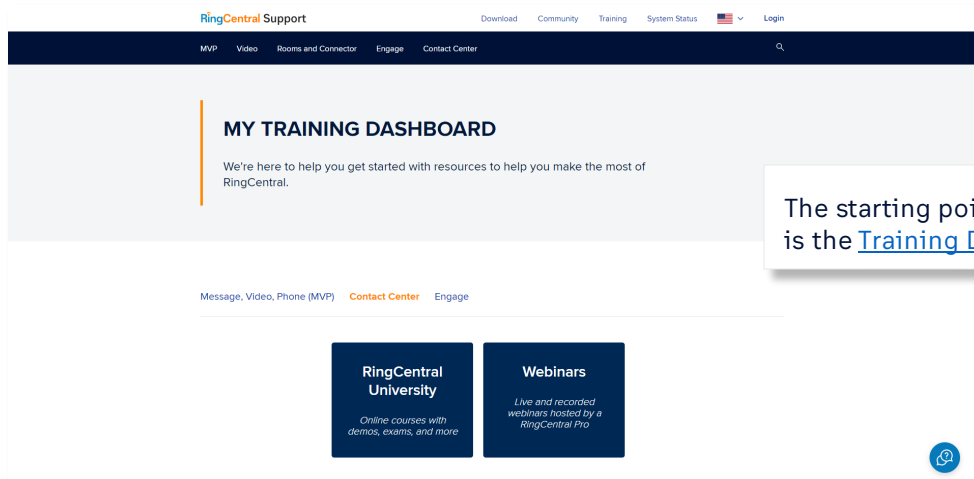 RingCentral Support
Download Community Training System Status Login
MVP Video Rooms and Connector Engage Contact Center
MY TRAINING DASHBOARD
We're here to help you get started with resources to help you make the most of
RingCentral.
The starting
is the Training
Message, Video, Phone (MVP) Contact Center Engage
RingCentral
University
Online courses with
demos, exams, and more
Webinars
Live and recorded
webinars hosted by a
RingCentral Pro